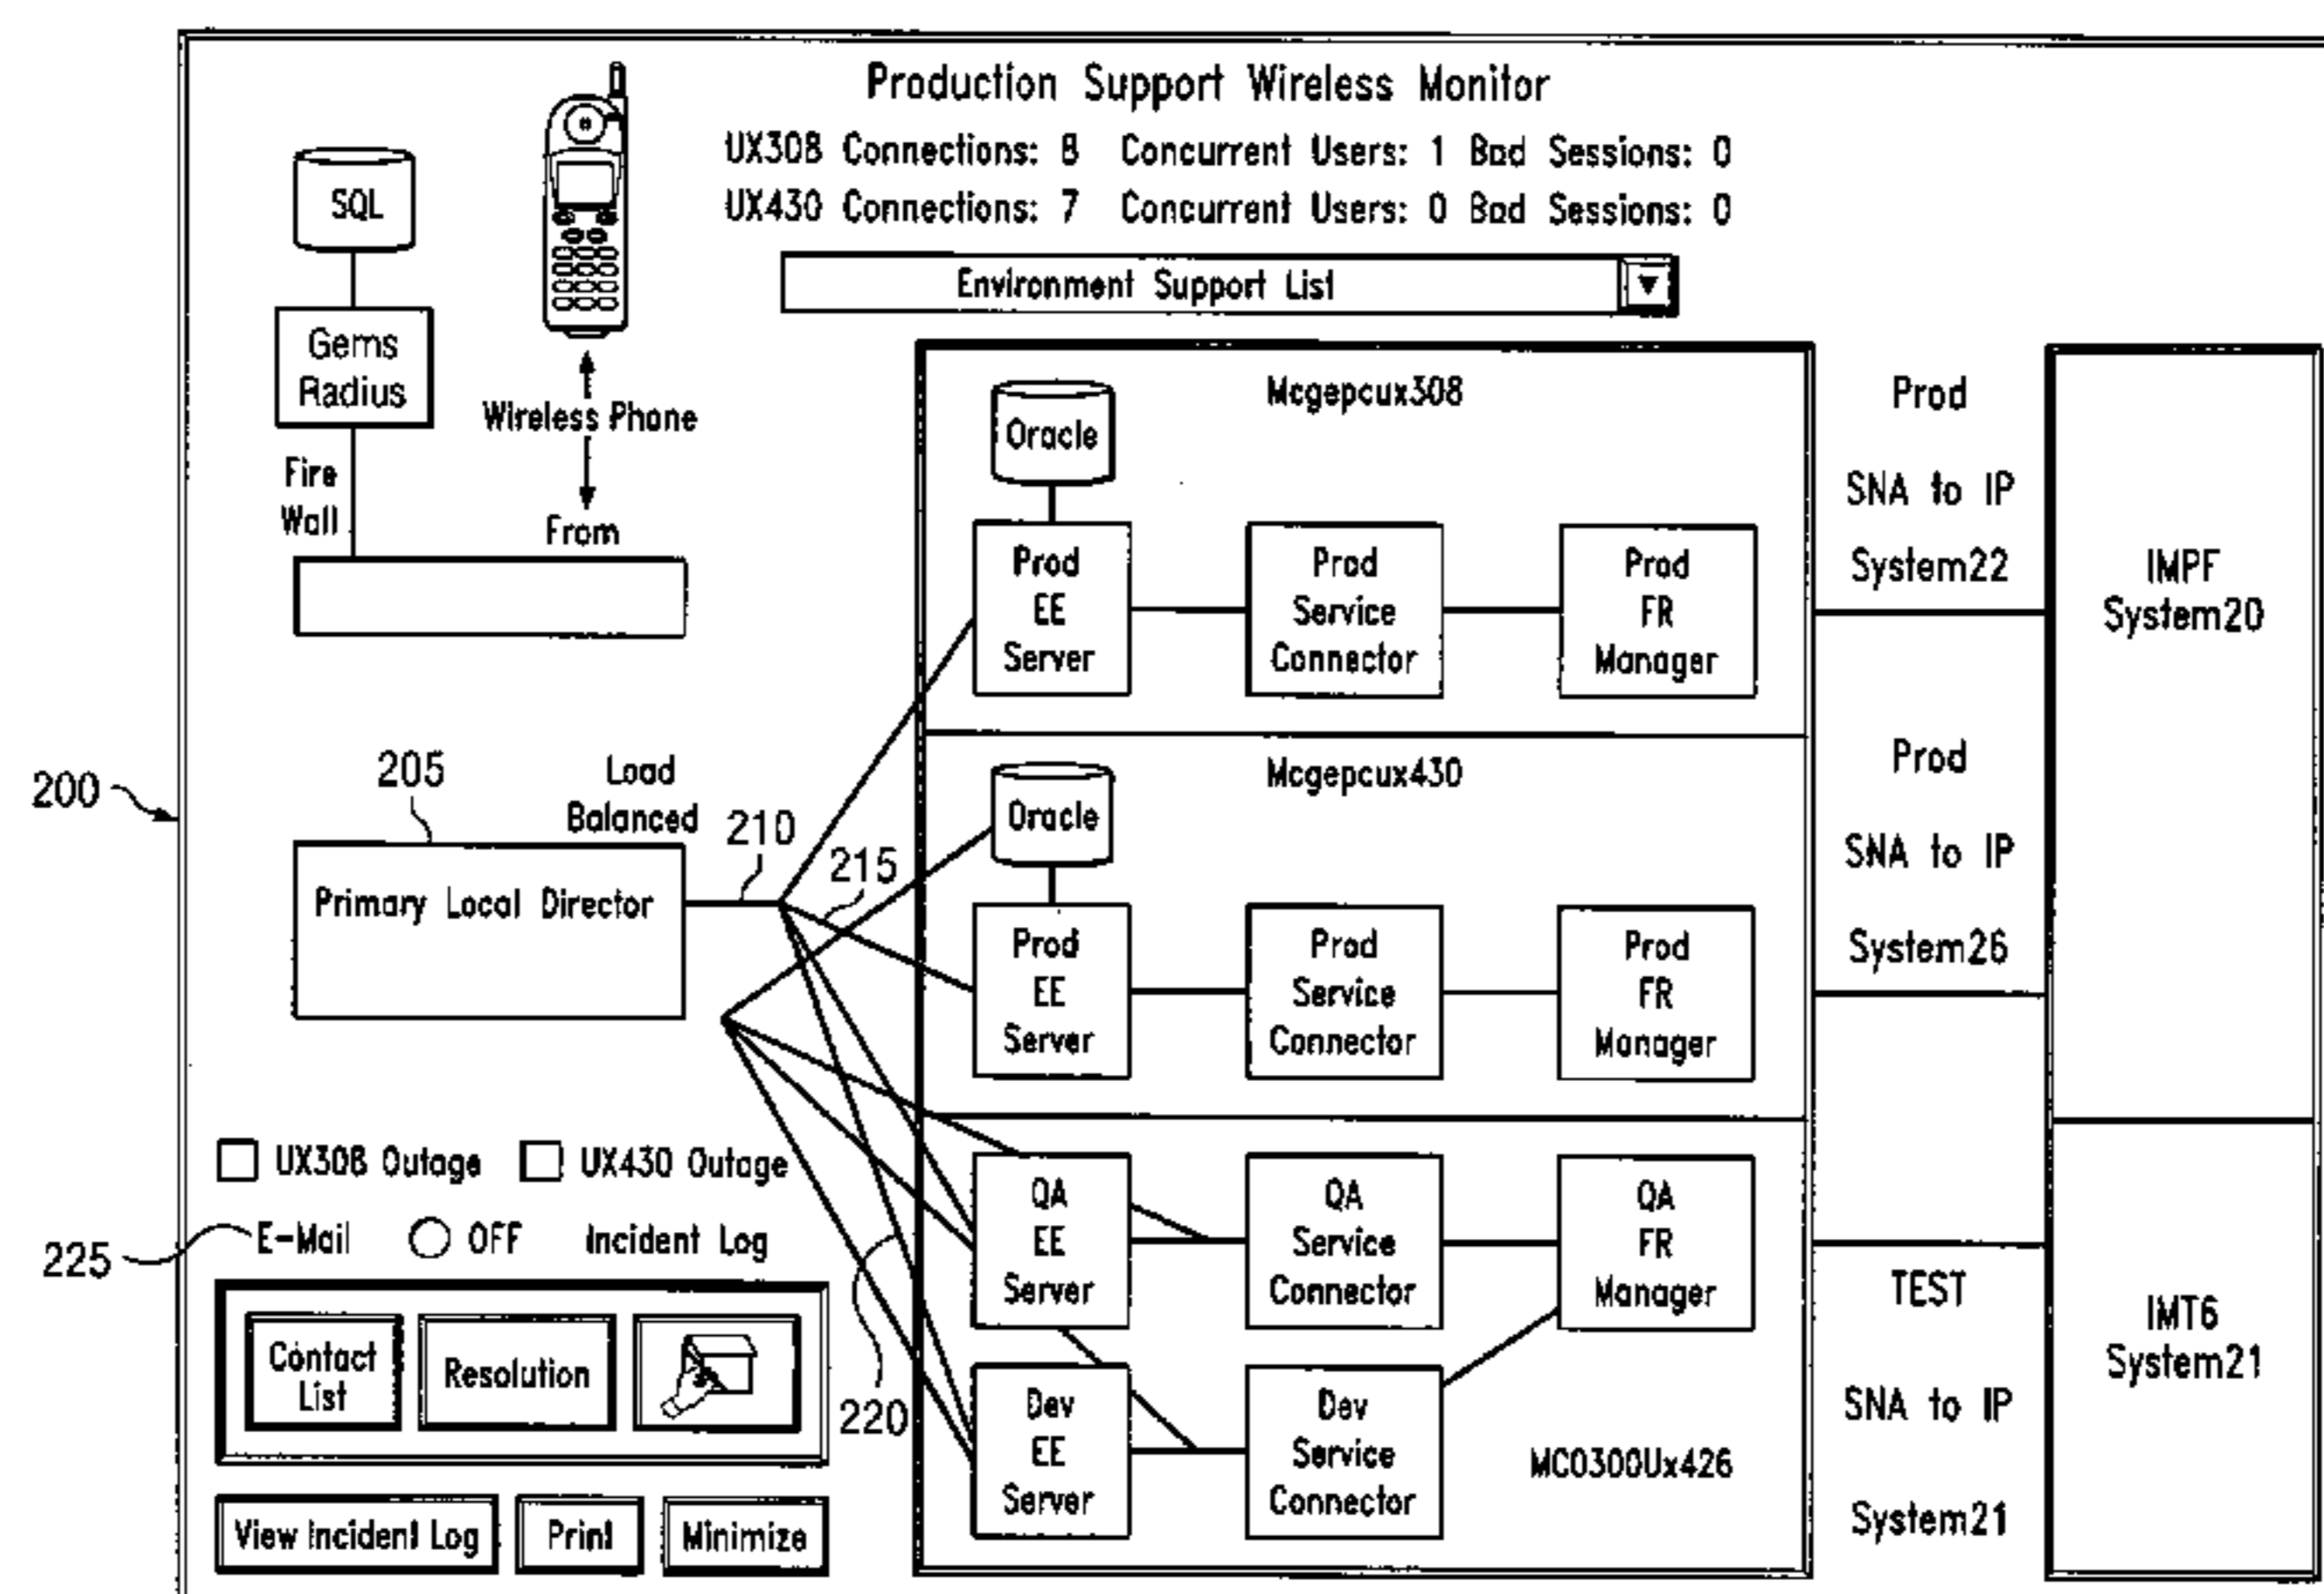 Production Support Wireless Monitor
UX308 Connections: 8 Concurrent Users: 1 Bad Sessions: 0
UX430 Connections: 7 Concurrent Users: 0 Bad Sessions: 0
Environment Support List
SQL
Gems
Radius
Fire
Wall
Wireless Phone
From
200
205
Load
Balanced
Primary Local Director
210
215
220
Mcgepcux308
Oracle
Prod
EE
Server
Prod
Service
Connector
Prod
FR
Manager
Mcgepcux430
Oracle
Prod
EE
Server
Prod
Service
Connector
Prod
FR
Manager
QA
EE
Server
QA
Service
Connector
QA
FR
Manager
Dev
EE
Server
Dev
Service
Connector
MC0300Ux426
Prod
SNA to IP
System22
Prod
SNA to IP
System26
TEST
SNA to IP
System21
IMPF
System20
IMT6
System21
UX308 Outage
UX430 Outage
225
E-Mail
OFF
Incident Log
Contact
List
Resolution
View Incident Log
Print
Minimize